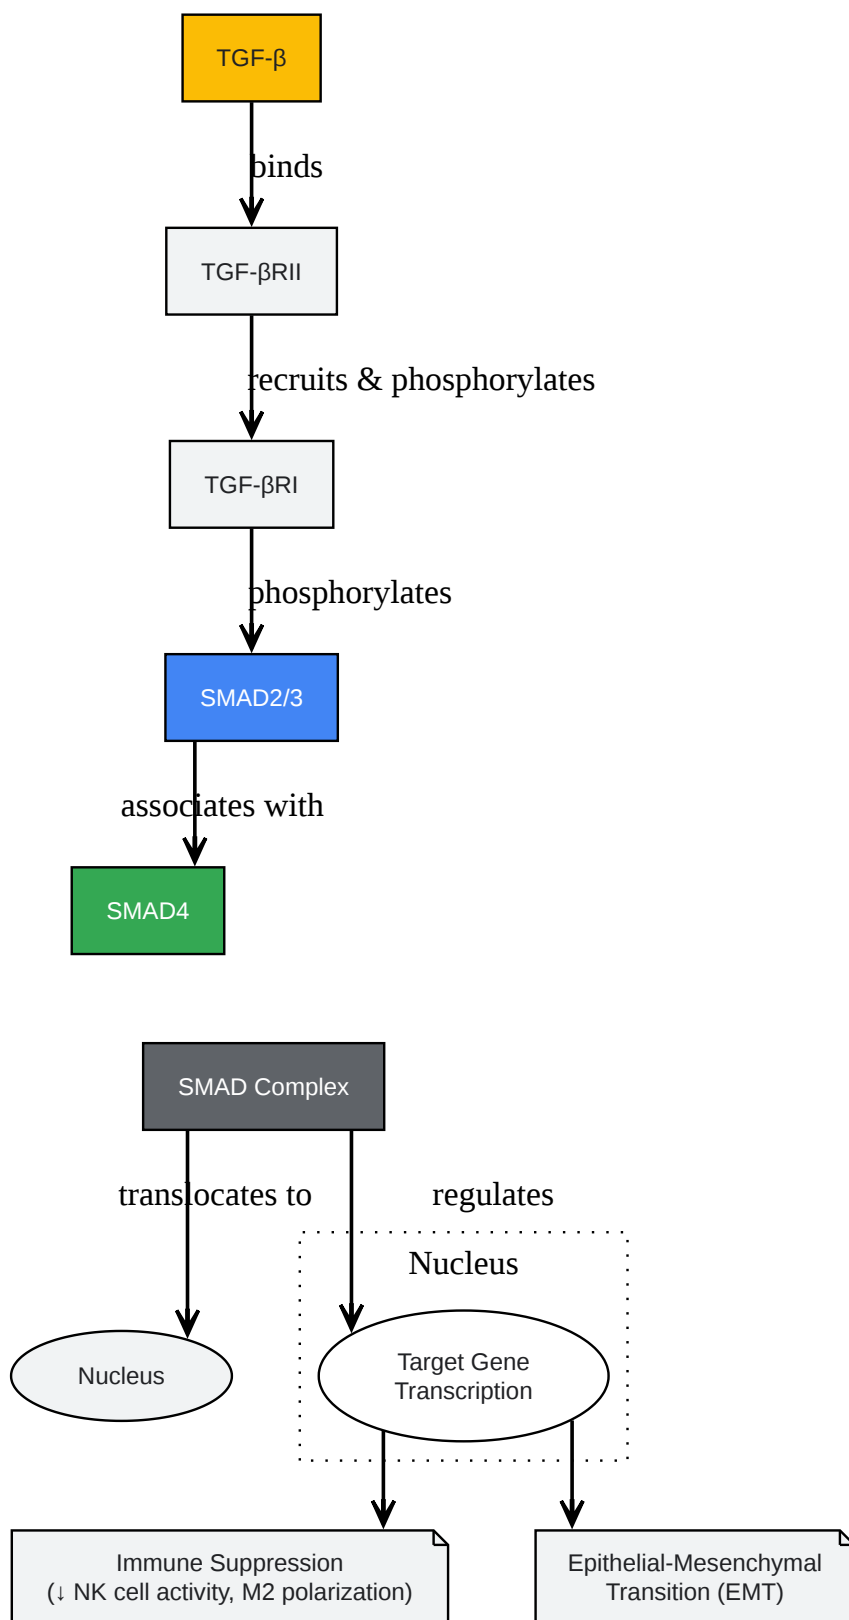 TGF-β
binds
TGF-βRII
recruits & phosphorylates
TGF-βRI
phosphorylates
SMAD2/3
associates with
SMAD4
SMAD Complex
translocates to
regulates
Nucleus
Nucleus
Target Gene
Transcription
Immune Suppression
(↓ NK cell activity, M2 polarization)
Epithelial-Mesenchymal
Transition (EMT)